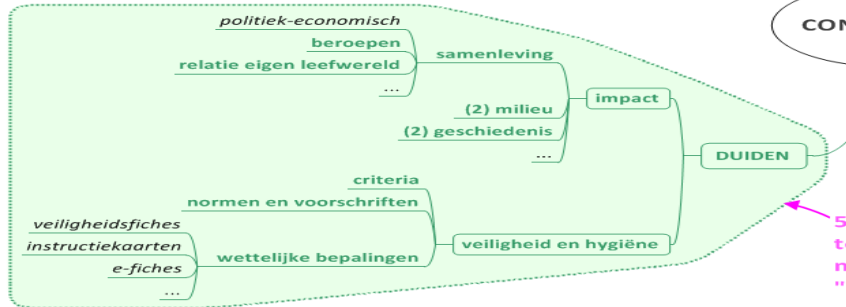 politiek-economisch
beroepen
relatie eigen leefwereld
...
samenleving
(2) milieu
(2) geschiedenis
...
impact
DUIDEN
criteria
normen en voorschriften
veiligheidsfiches
instructiekaarten
e-fiches
...
wettelijke bepalingen
veiligheid en hygiëne